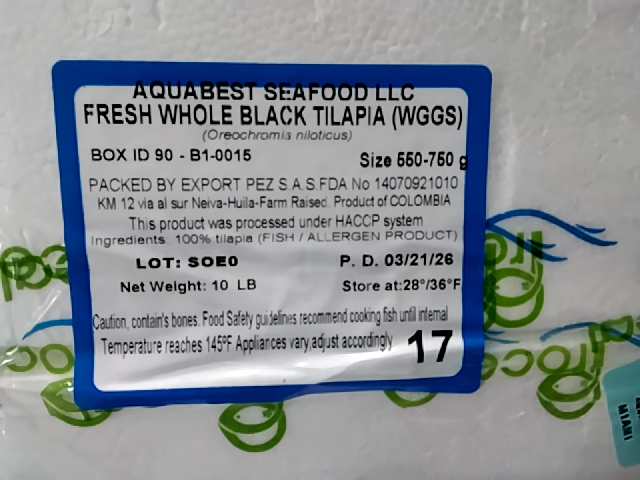 AQUABEST SEAFOOD LLC
FRESH WHOLE BLACK TILAPIA (WGGS)
(Oreochromis niloticus)
BOX ID 90 - B1-0015
Size 550-750 g
PACKED BY EXPORT PEZ S.A.S.FDA No 14070921010
KM 12 via al sur Neiva-Huila-Farm Raised. Product of COLOMBIA
This product was processed under HACCP system
Ingredients: 100% tilapia (FISH / ALLERGEN PRODUCT)
LOT: SOE0
P. D. 03/21/26
Net Weight: 10 LB
Store at:28°/36°F
Caution, contain's bones. Food Safety guidelines recommend cooking fish until internal
Temperature reaches 145ºF Appliances vary,adjust accordingly
17
MIAMI